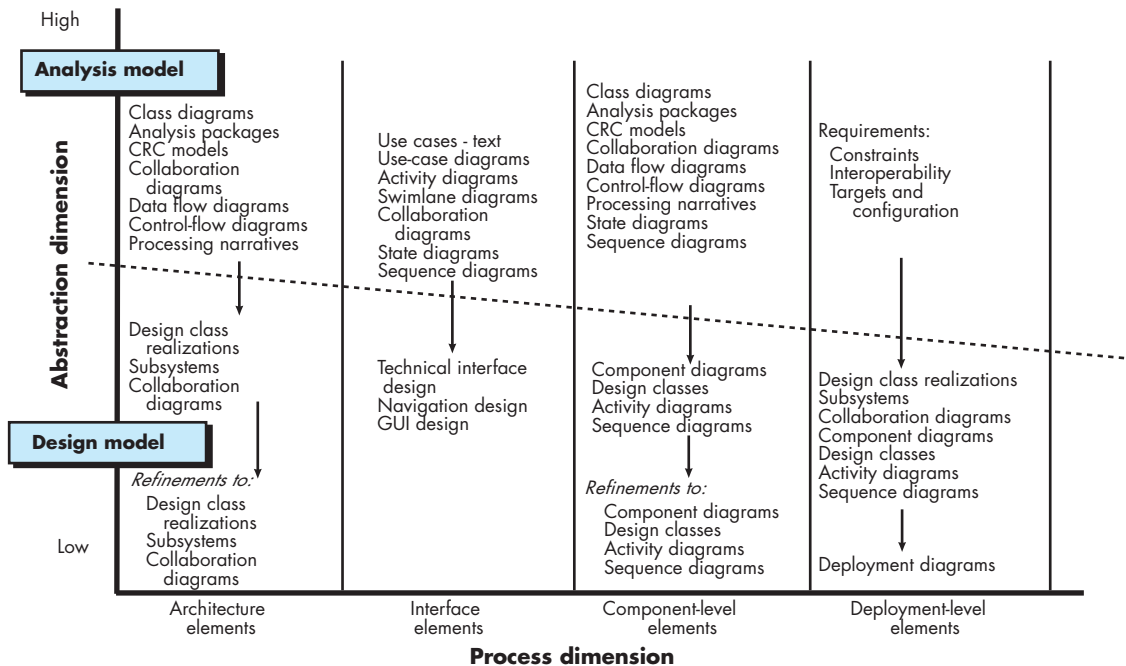 High
Analysis model
Abstraction dimension
Design model
Low
Class diagrams
Analysis packages
CRC models
Collaboration
diagrams
Data flow diagrams
Control-flow diagrams
Processing narratives
Design class
realizations
Subsystems
Collaboration
diagrams
Refinements to:
Design class
realizations
Subsystems
Collaboration
diagrams
Architecture
elements
Use cases - text
Use-case diagrams
Activity diagrams
Swimlane diagrams
Collaboration
diagrams
State diagrams
Sequence diagrams
Technical interface
design
Navigation design
GUI design
Interface
elements
Class diagrams
Analysis packages
CRC models
Collaboration diagrams
Data flow diagrams
Control-flow diagrams
Processing narratives
State diagrams
Sequence diagrams
Component diagrams
Design classes
Activity diagrams
Sequence diagrams
Refinements to:
Component diagrams
Design classes
Activity diagrams
Sequence diagrams
Component-level
elements
Requirements:
Constraints
Interoperability
Targets and
configuration
Design class realizations
Subsystems
Collaboration diagrams
Component diagrams
Design classes
Activity diagrams
Sequence diagrams
Deployment diagrams
Deployment-level
elements
Process dimension